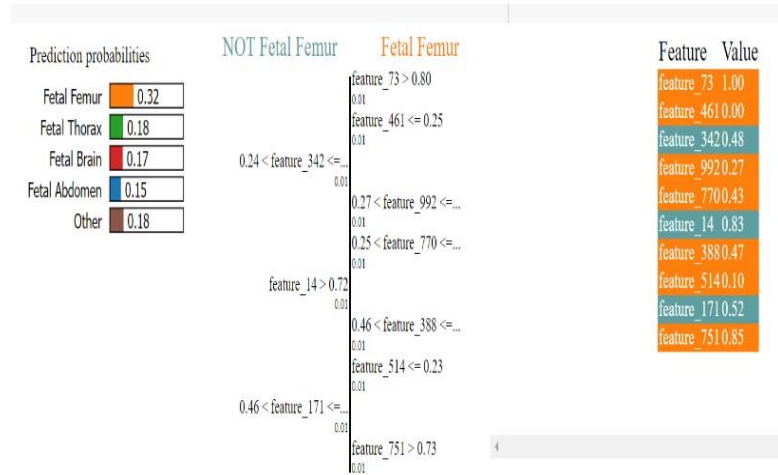 Prediction probabilities
Fetal Femur 0.32
Fetal Thorax 0.18
Fetal Brain 0.17
Fetal Abdomen 0.15
Other 0.18
NOT Fetal Femur Fetal Femur
feature_73 > 0.80
0.01
feature_461 <= 0.25
0.01
0.24 < feature_342 <=...
0.01
0.27 < feature_992 <=...
0.01
0.25 < feature_770 <=...
0.01
feature_14 > 0.72
0.01
0.46 < feature_388 <=...
0.01
feature_514 <= 0.23
0.01
0.46 < feature_171 <=...
0.01
feature_751 > 0.73
0.01
Feature Value
feature_73 1.00
feature_461 0.00
feature_342 0.48
feature_992 0.27
feature_770 0.43
feature_14 0.83
feature_388 0.47
feature_514 0.10
feature_171 0.52
feature_751 0.85